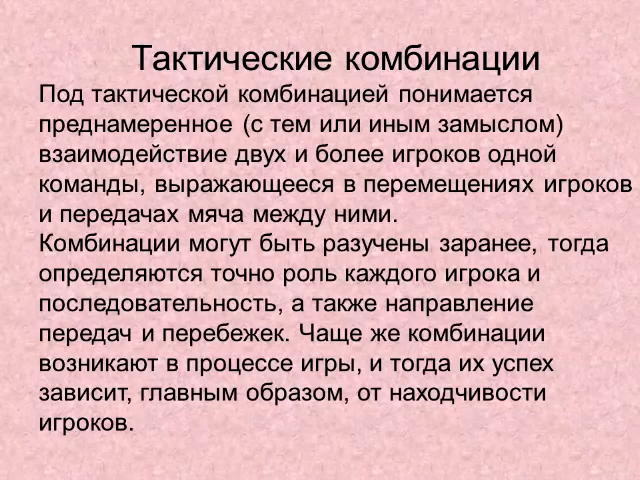 Тактические комбинации
Под тактической комбинацией понимается
преднамеренное (с тем или иным замыслом)
взаимодействие двух и более игроков одной
команды, выражающееся в перемещениях игроков
и передачах мяча между ними.
Комбинации могут быть разучены заранее, тогда
определяются точно роль каждого игрока и
последовательность, а также направление
передач и перебежек. Чаще же комбинации
возникают в процессе игры, и тогда их успех
зависит, главным образом, от находчивости
игроков.